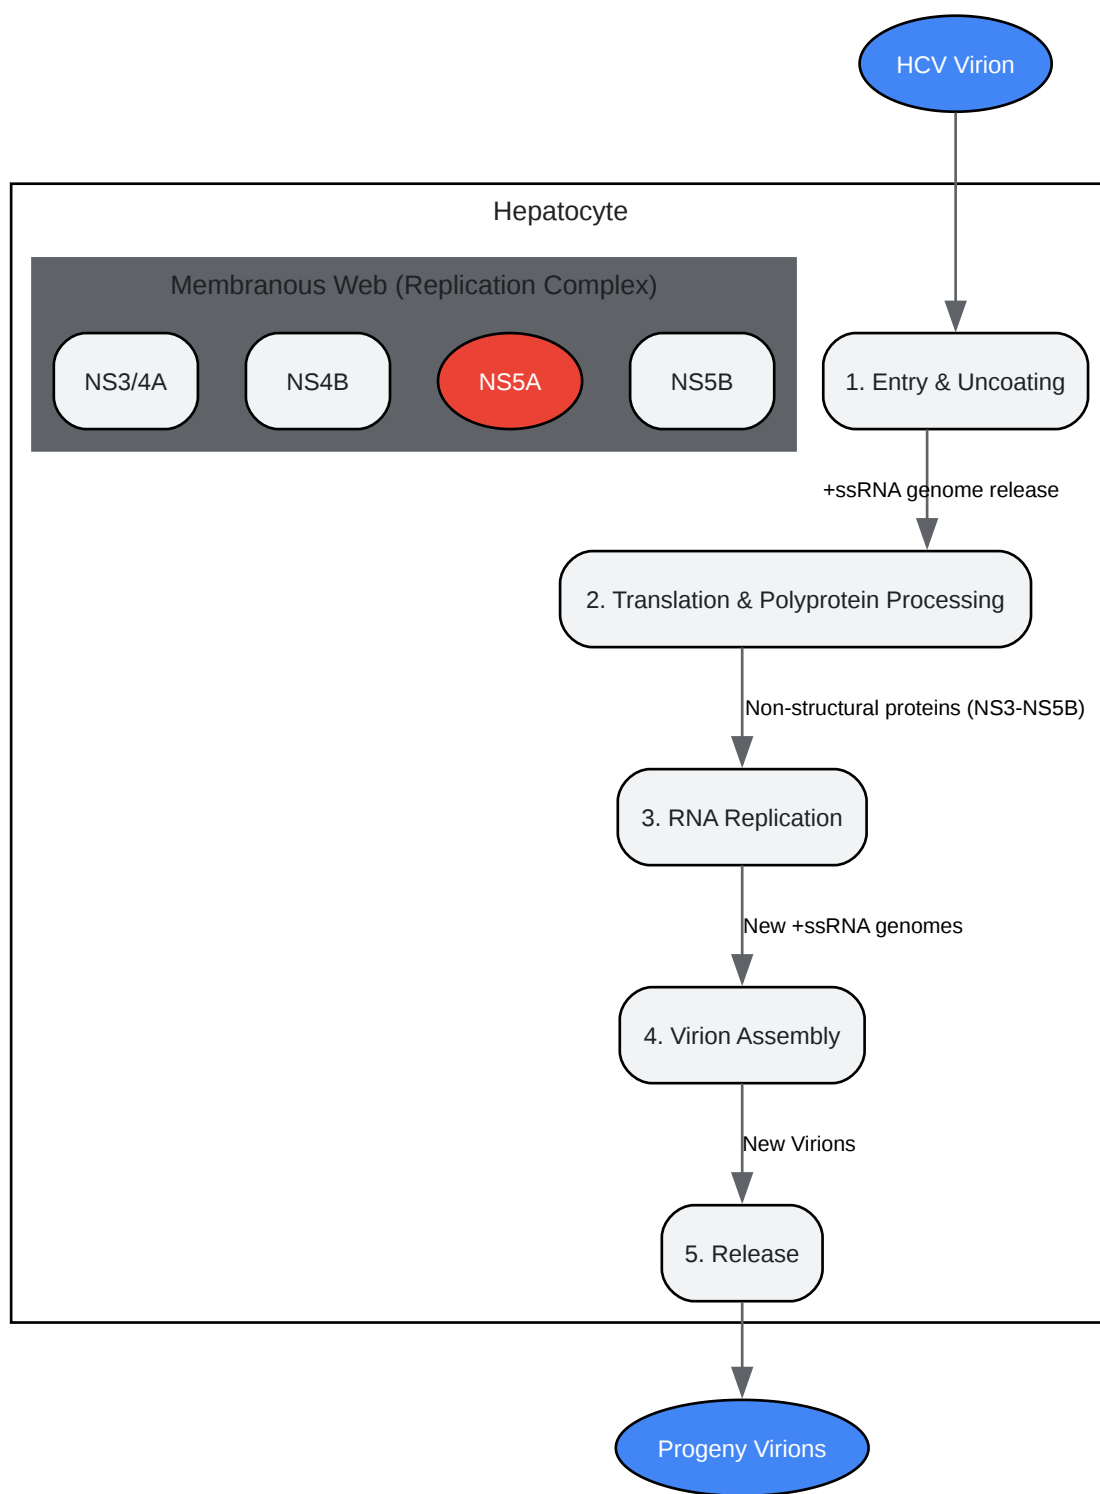 HCV Virion
Hepatocyte
Membranous Web (Replication Complex)
NS3/4A
NS4B
NS5A
NS5B
1. Entry & Uncoating
+ssRNA genome release
2. Translation & Polyprotein Processing
Non-structural proteins (NS3-NS5B)
3. RNA Replication
New +ssRNA genomes
4. Virion Assembly
New Virions
5. Release
Progeny Virions